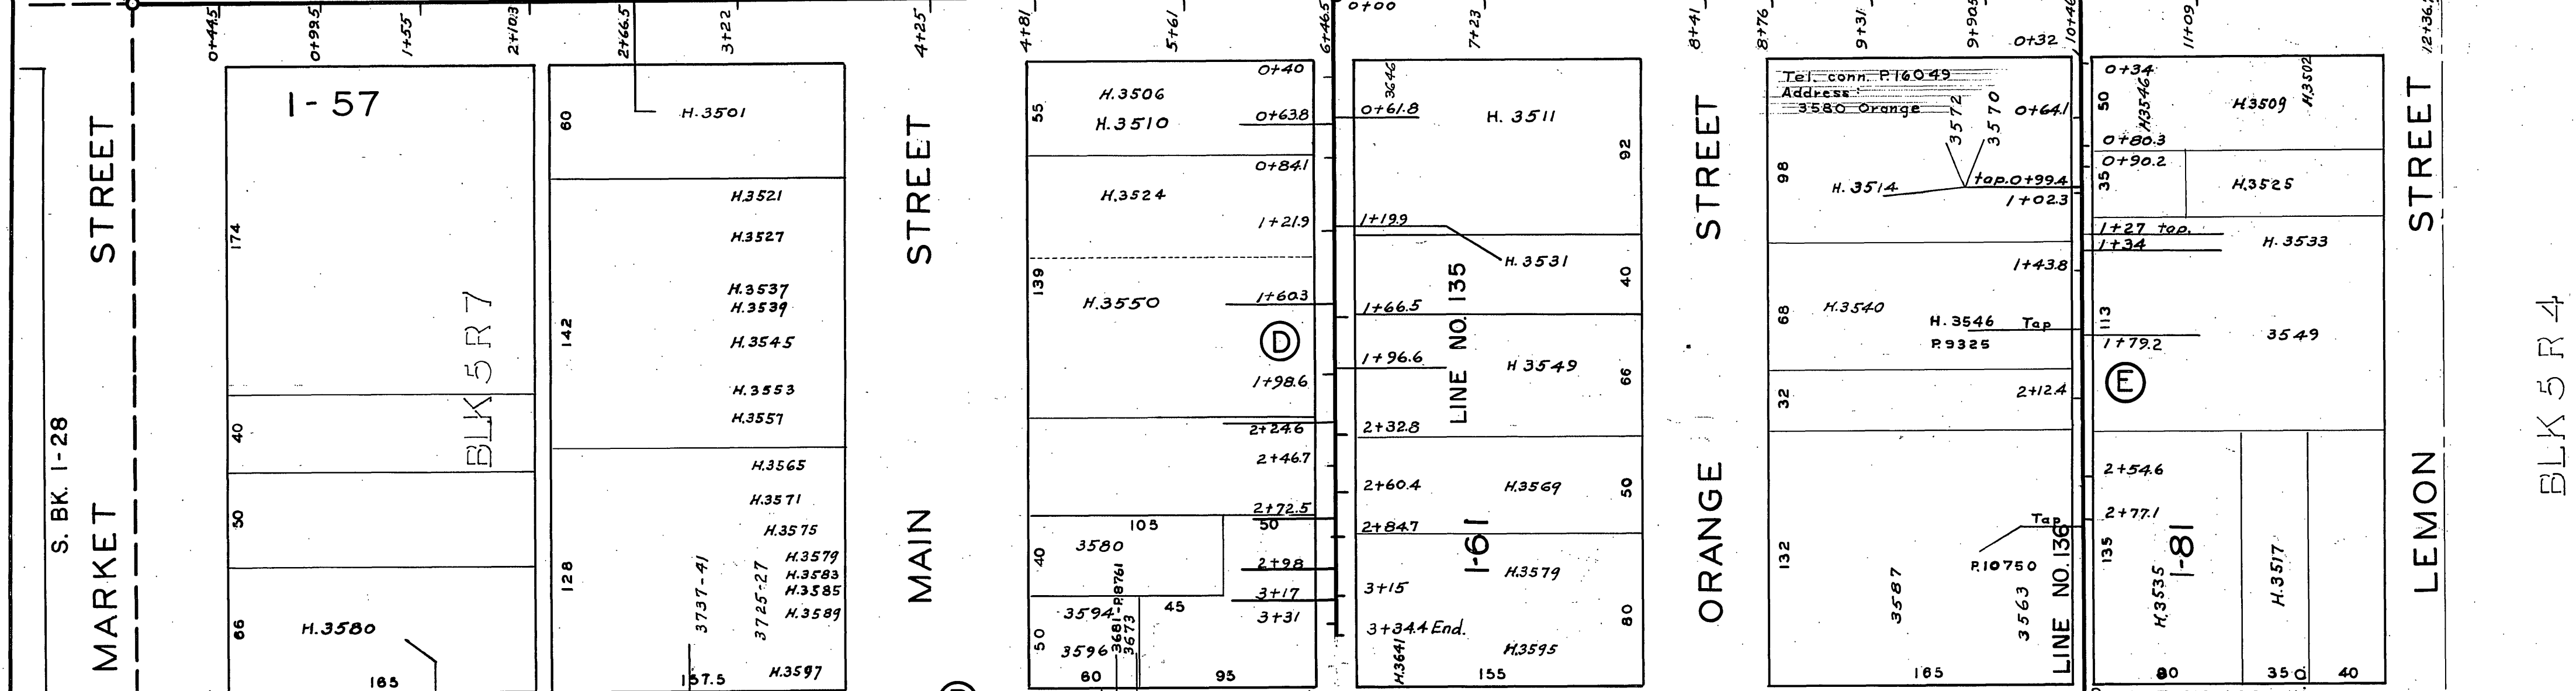 0+44.5
0+99.5
1+55
2+10.3
2+66.5
3+22
4+25
4+81
5+61
6+46.5
0+00
7+23
8+41
8+76
9+31
9+90.5
0+32
10+46
11+09
12+36.
S. BK. 1-28
MARKET STREET
1-57
174
40
50
66
BLK 5 R 7
H.3580
165
60
H.3501
142
H.3521
H.3527
H.3537
H.3539
H.3545
H.3553
H.3557
128
H.3565
H.3571
H.3575
H.3579
H.3583
H.3585
H.3589
H.3597
3737-41
3725-27
157.5
MAIN STREET
55
H.3506
H.3510
0+40
0+63.8
0+84.1
139
H.3524
1+21.9
H.3550
1+60.3
D
1+98.6
2+24.6
2+46.7
2+72.5
105
50
40
3580
2+98
3+17
3+31
45
50
3594
3596
3681-P.8761
3673
60
95
3646
0+61.8
H. 3511
92
1+19.9
H. 3531
40
LINE NO. 135
1+66.5
1+96.6
H 3549
66
2+32.8
2+60.4
H.3569
50
2+84.7
1-61
H.3579
3+15
80
3+34.4 End.
H.3641
H.3595
155
ORANGE STREET
Tel. conn. P.16049
Address:
3580 Orange
3572
3570
0+64.1
98
H. 3514
tap. 0+99.4
1+02.3
1+43.8
68
H.3540
H. 3546 Tap
P.9325
32
2+12.4
132
Tap
P.10750
3587
3563
LINE NO. 136
165
0+34
50
H3546
H3509
H.3502
0+80.3
0+90.2
35
H.3525
1+27 tap.
1+34
H. 3533
113
3549
1+79.2
E
2+54.6
2+77.1
135
1-81
H.3535
H.3517
80
35
40
LEMON STREET
BLK 5 R 4